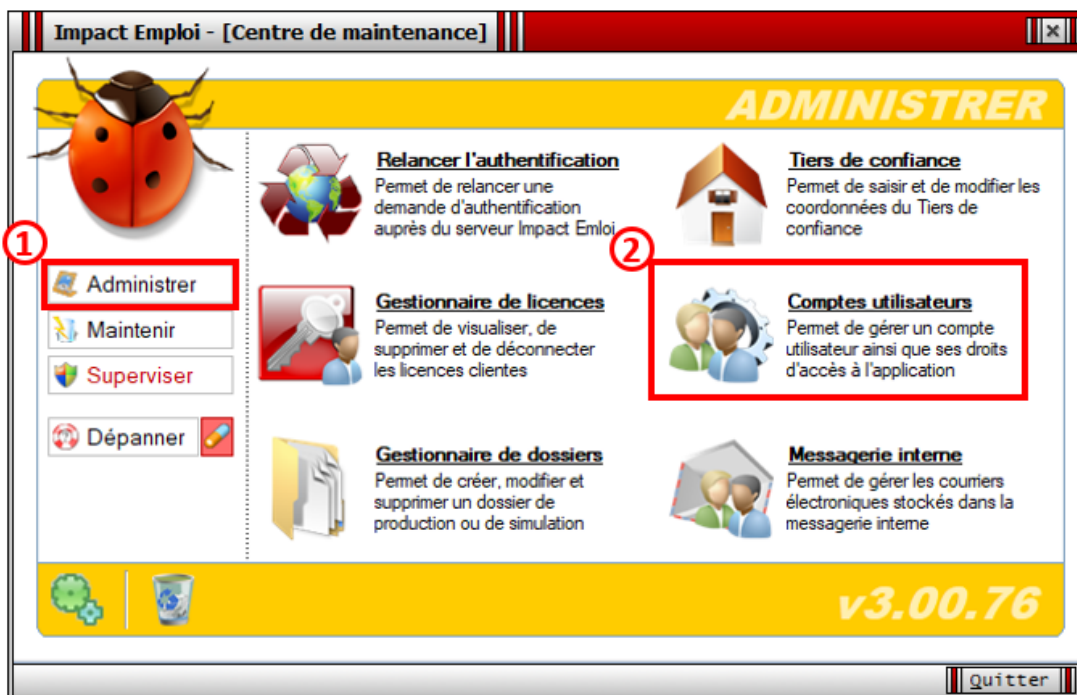 Impact Emploi - [Centre de maintenance]
ADMINISTRER
1
Administrer
Maintenir
Superviser
Dépanner
Relancer l'authentification
Permet de relancer une
demande d'authentification
auprès du serveur Impact Emloi
Tiers de confiance
Permet de saisir et de modifier les
coordonnées du Tiers de
confiance
2
Gestionnaire de licences
Permet de visualiser, de
supprimer et de déconnecter
les licences clientes
Comptes utilisateurs
Permet de gérer un compte
utilisateur ainsi que ses droits
d'accès à l'application
Gestionnaire de dossiers
Permet de créer, modifier et
supprimer un dossier de
production ou de simulation
Messagerie interne
Permet de gérer les courriers
électroniques stockés dans la
messagerie interne
v3.00.76
Quitter